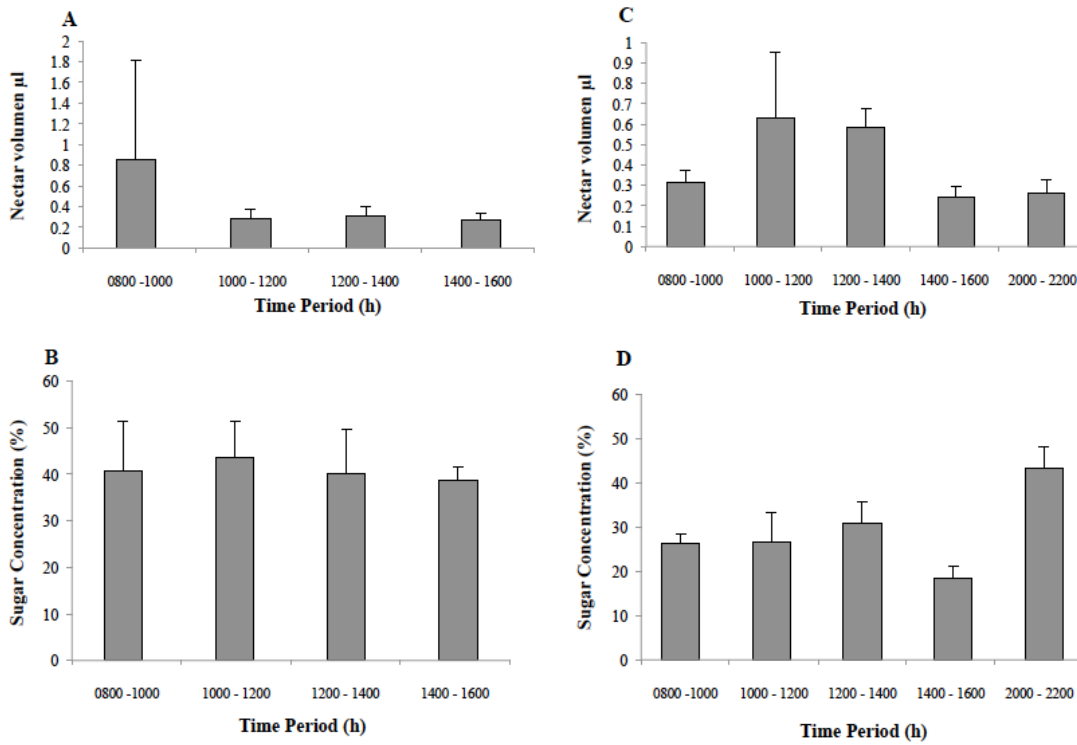 A
Nectar volumen µl
2
1.8
1.6
1.4
1.2
1
0.8
0.6
0.4
0.2
0
0800 -1000 1000 - 1200 1200 - 1400 1400 - 1600
Time Period (h)
C
Nectar volumen µl
1
0.9
0.8
0.7
0.6
0.5
0.4
0.3
0.2
0.1
0
0800 -1000 1000 - 1200 1200 - 1400 1400 - 1600 2000 - 2200
Time Period (h)
B
Sugar Concentration (%)
60
50
40
30
20
10
0
0800 -1000 1000 - 1200 1200 - 1400 1400 - 1600
Time Period (h)
D
Sugar Concentration (%)
60
50
40
30
20
10
0
0800 -1000 1000 - 1200 1200 - 1400 1400 - 1600 2000 - 2200
Time Period (h)